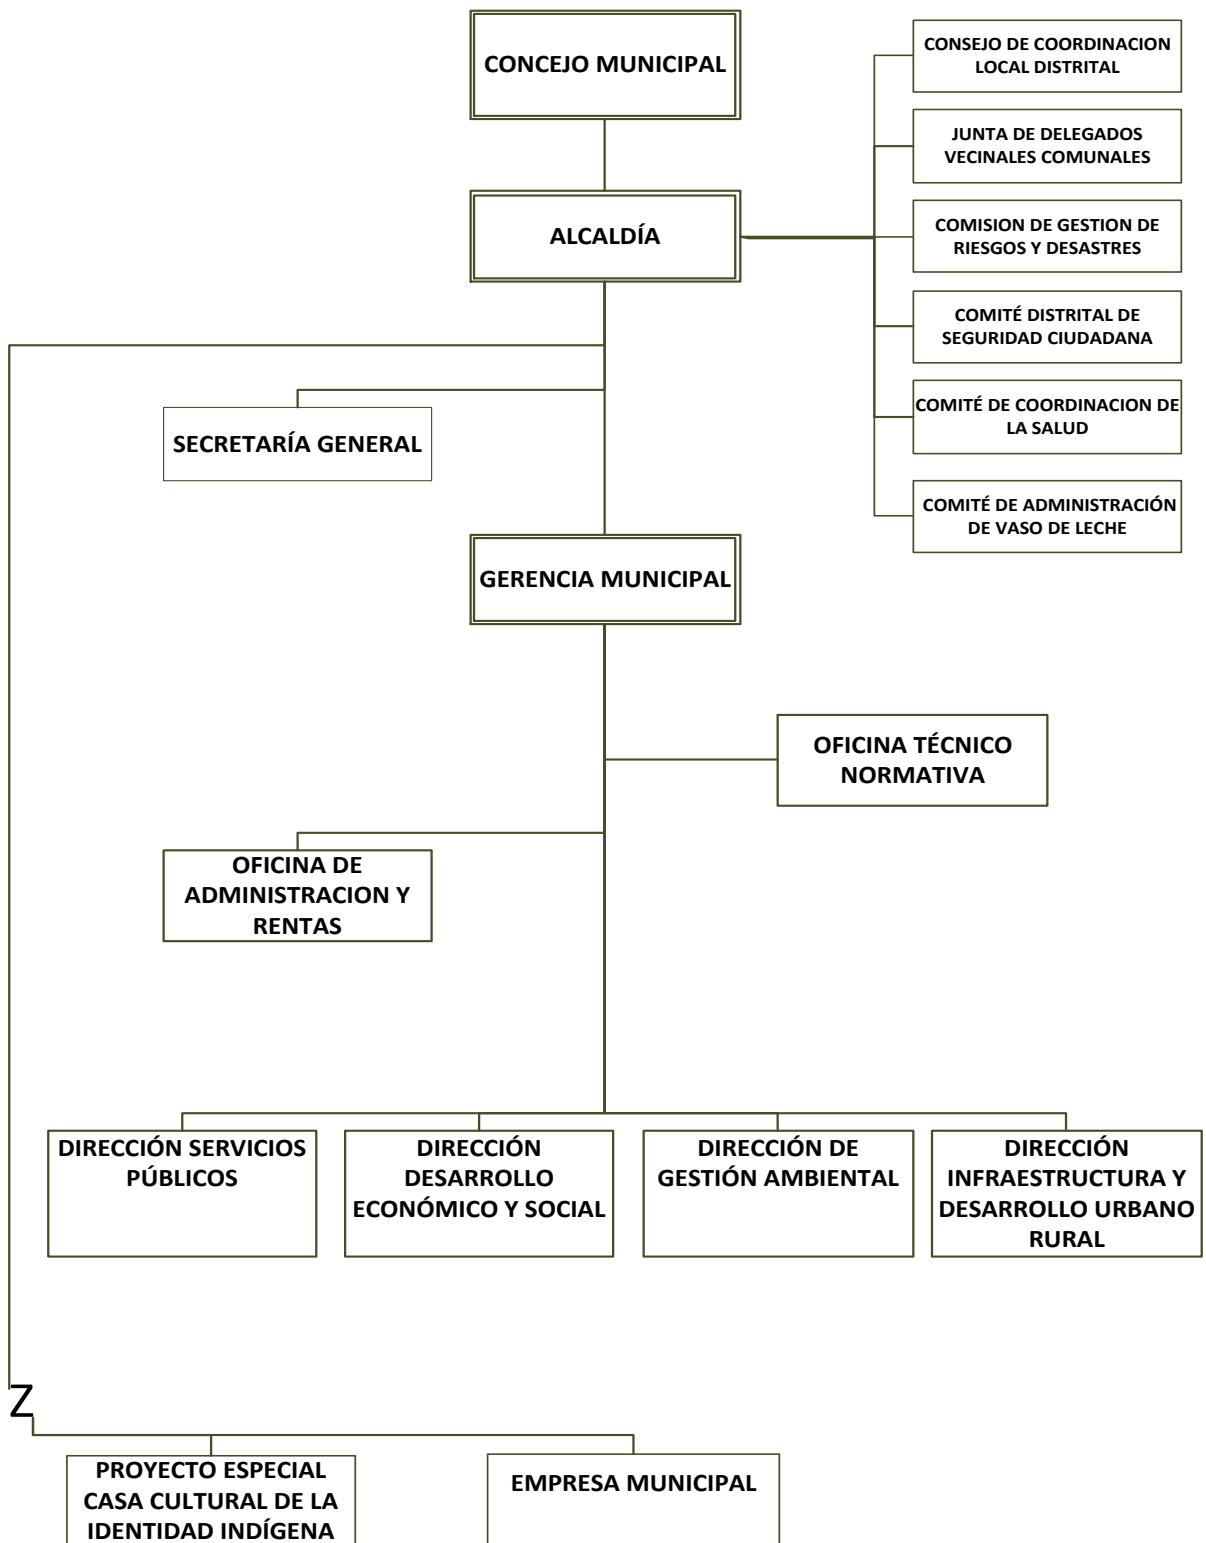 CONCEJO MUNICIPAL
CONSEJO DE COORDINACION
LOCAL DISTRITAL
JUNTA DE DELEGADOS
VECINALES COMUNALES
ALCALDÍA
COMISION DE GESTION DE
RIESGOS Y DESASTRES
COMITÉ DISTRITAL DE
SEGURIDAD CIUDADANA
COMITÉ DE COORDINACION DE
LA SALUD
SECRETARÍA GENERAL
COMITÉ DE ADMINISTRACIÓN
DE VASO DE LECHE
GERENCIA MUNICIPAL
OFICINA TÉCNICO
NORMATIVA
OFICINA DE
ADMINISTRACION Y
RENTAS
DIRECCIÓN SERVICIOS
PÚBLICOS
DIRECCIÓN
DESARROLLO
ECONÓMICO Y SOCIAL
DIRECCIÓN DE
GESTIÓN AMBIENTAL
DIRECCIÓN
INFRAESTRUCTURA Y
DESARROLLO URBANO
RURAL
Z
PROYECTO ESPECIAL
CASA CULTURAL DE LA
IDENTIDAD INDÍGENA
EMPRESA MUNICIPAL